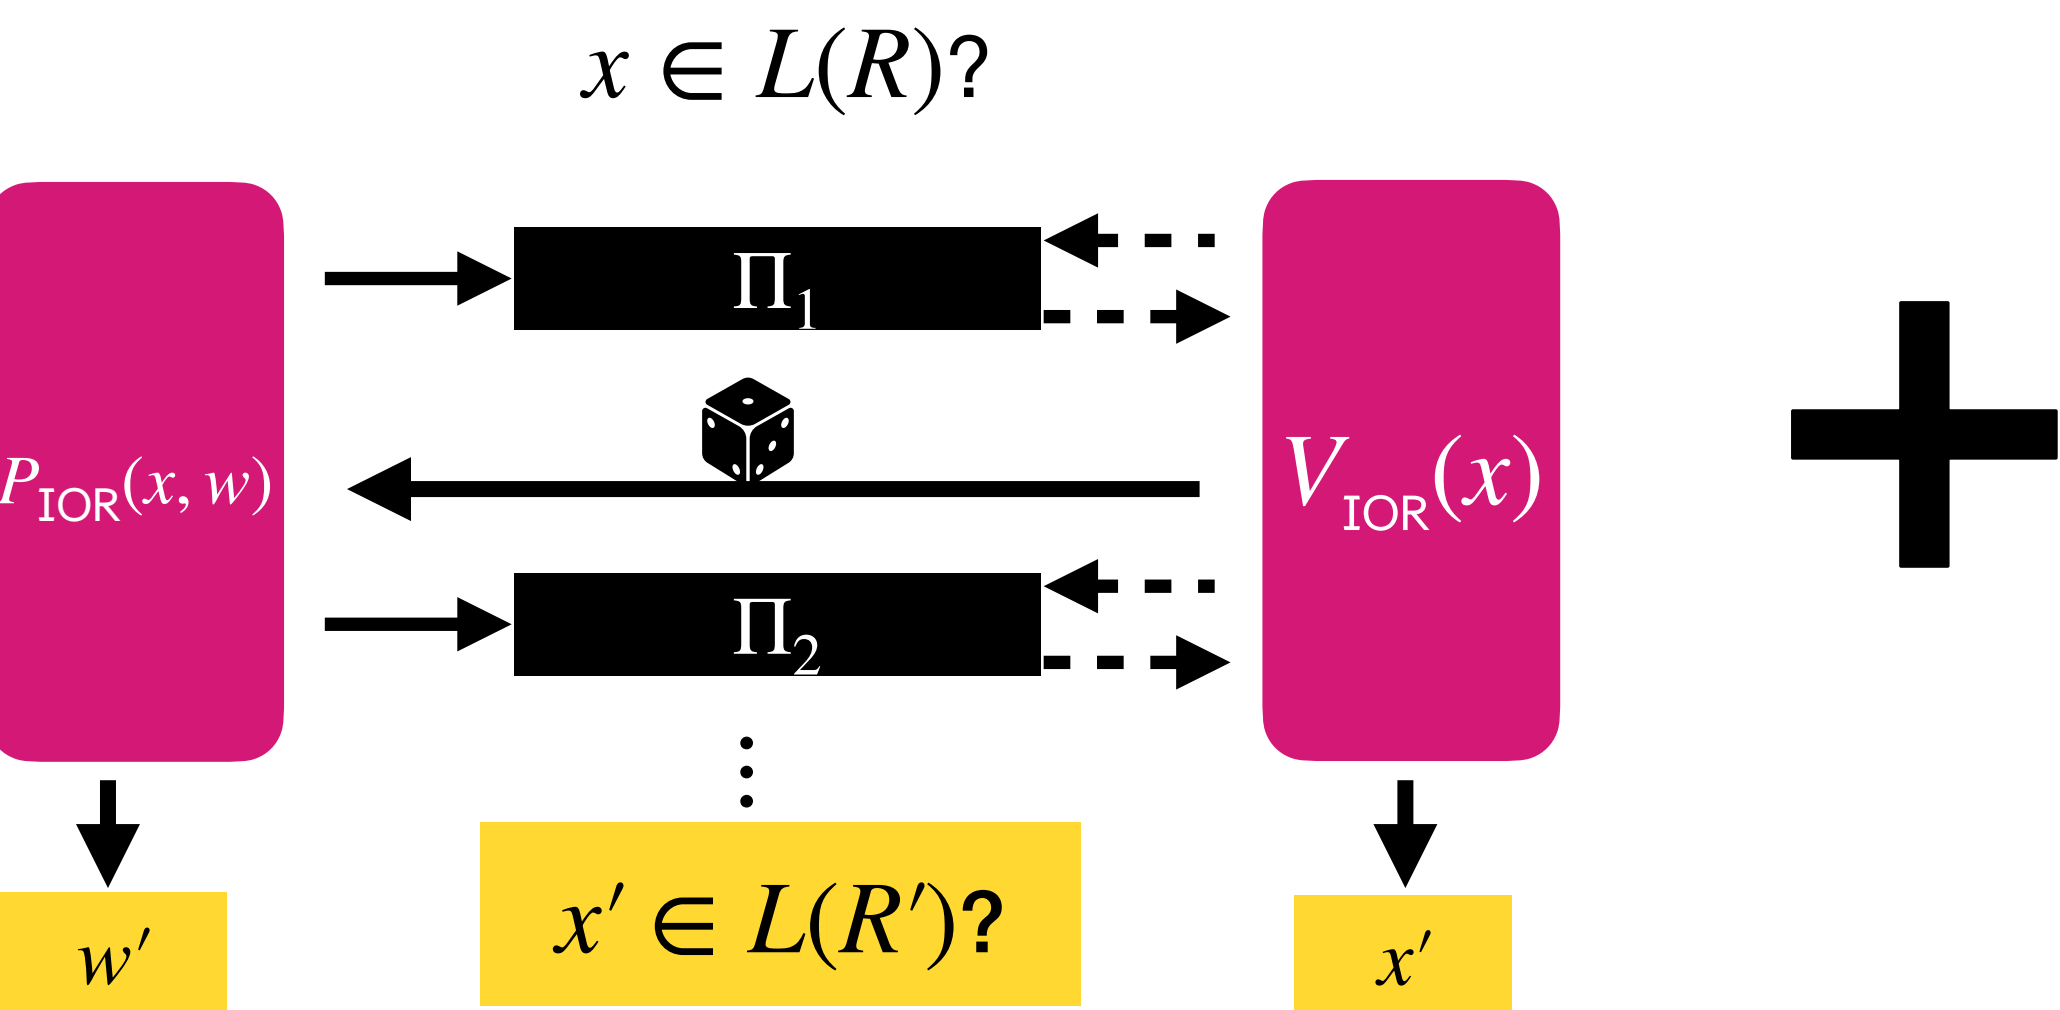 x ∈ L(R)?
Π₁
P_IOR(x, w)
V_IOR(x)
Π₂
x′ ∈ L(R′)?
w′
x′